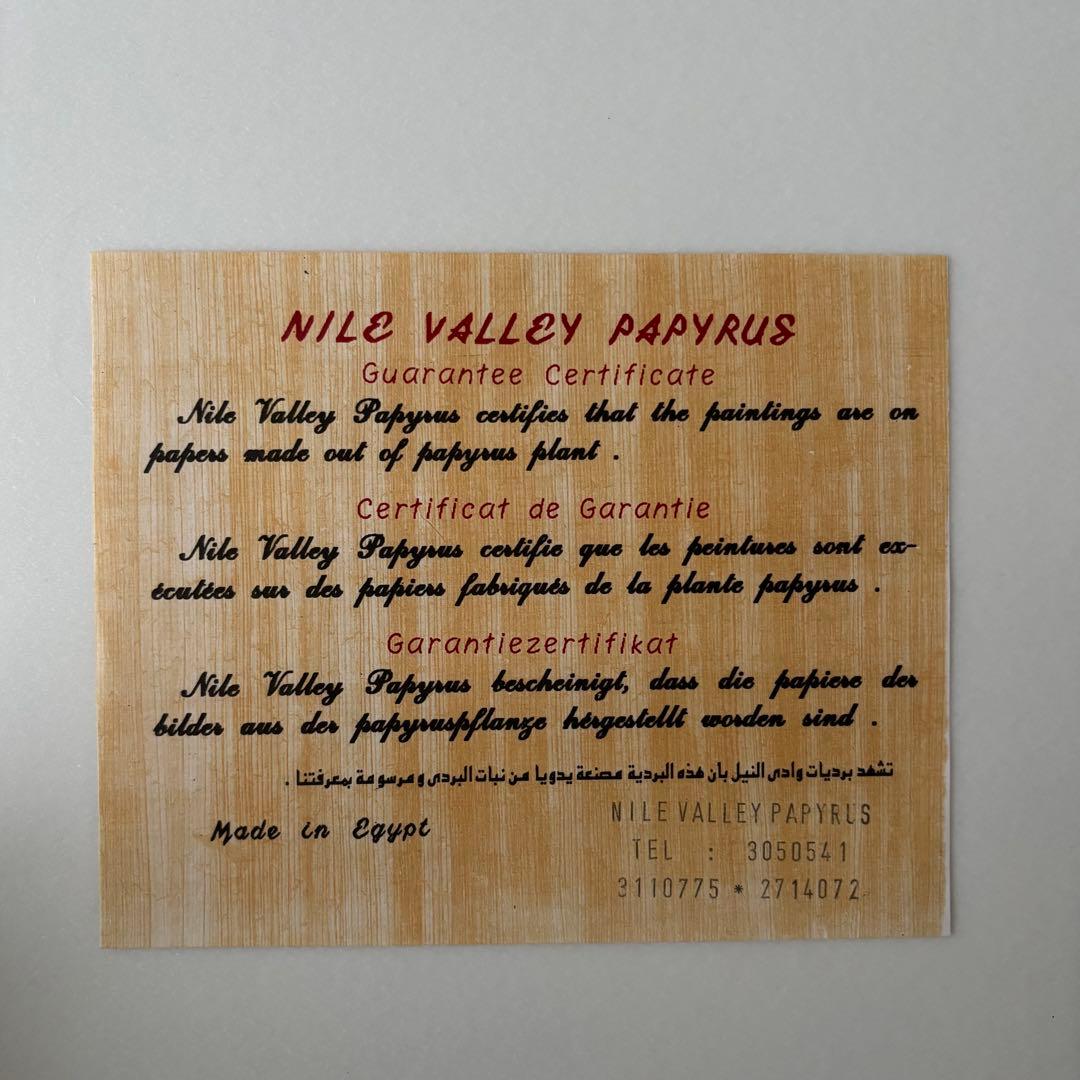 NILE VALLEY PAPYRUS
Guarantee Certificate
Nile Valley Papyrus certifies that the paintings are on
papers made out of papyrus plant .
Certificat de Garantie
Nile Valley Papyrus certifie que les peintures sont ex-
écutées sur des papiers fabriqués de la plante papyrus .
Garantiezertifikat
Nile Valley Papyrus bescheinigt, dass die papiere der
bilder aus der papyruspflanze hérgestellt worden sind .
تشهد برديات وادى النيل بأن هذه البردية مصنعة يدويا من نبات البردى و مرسومة بمعرفتنا .
Made in Egypt
NILE VALLEY PAPYRUS
TEL : 3050541
3110775 * 2714072